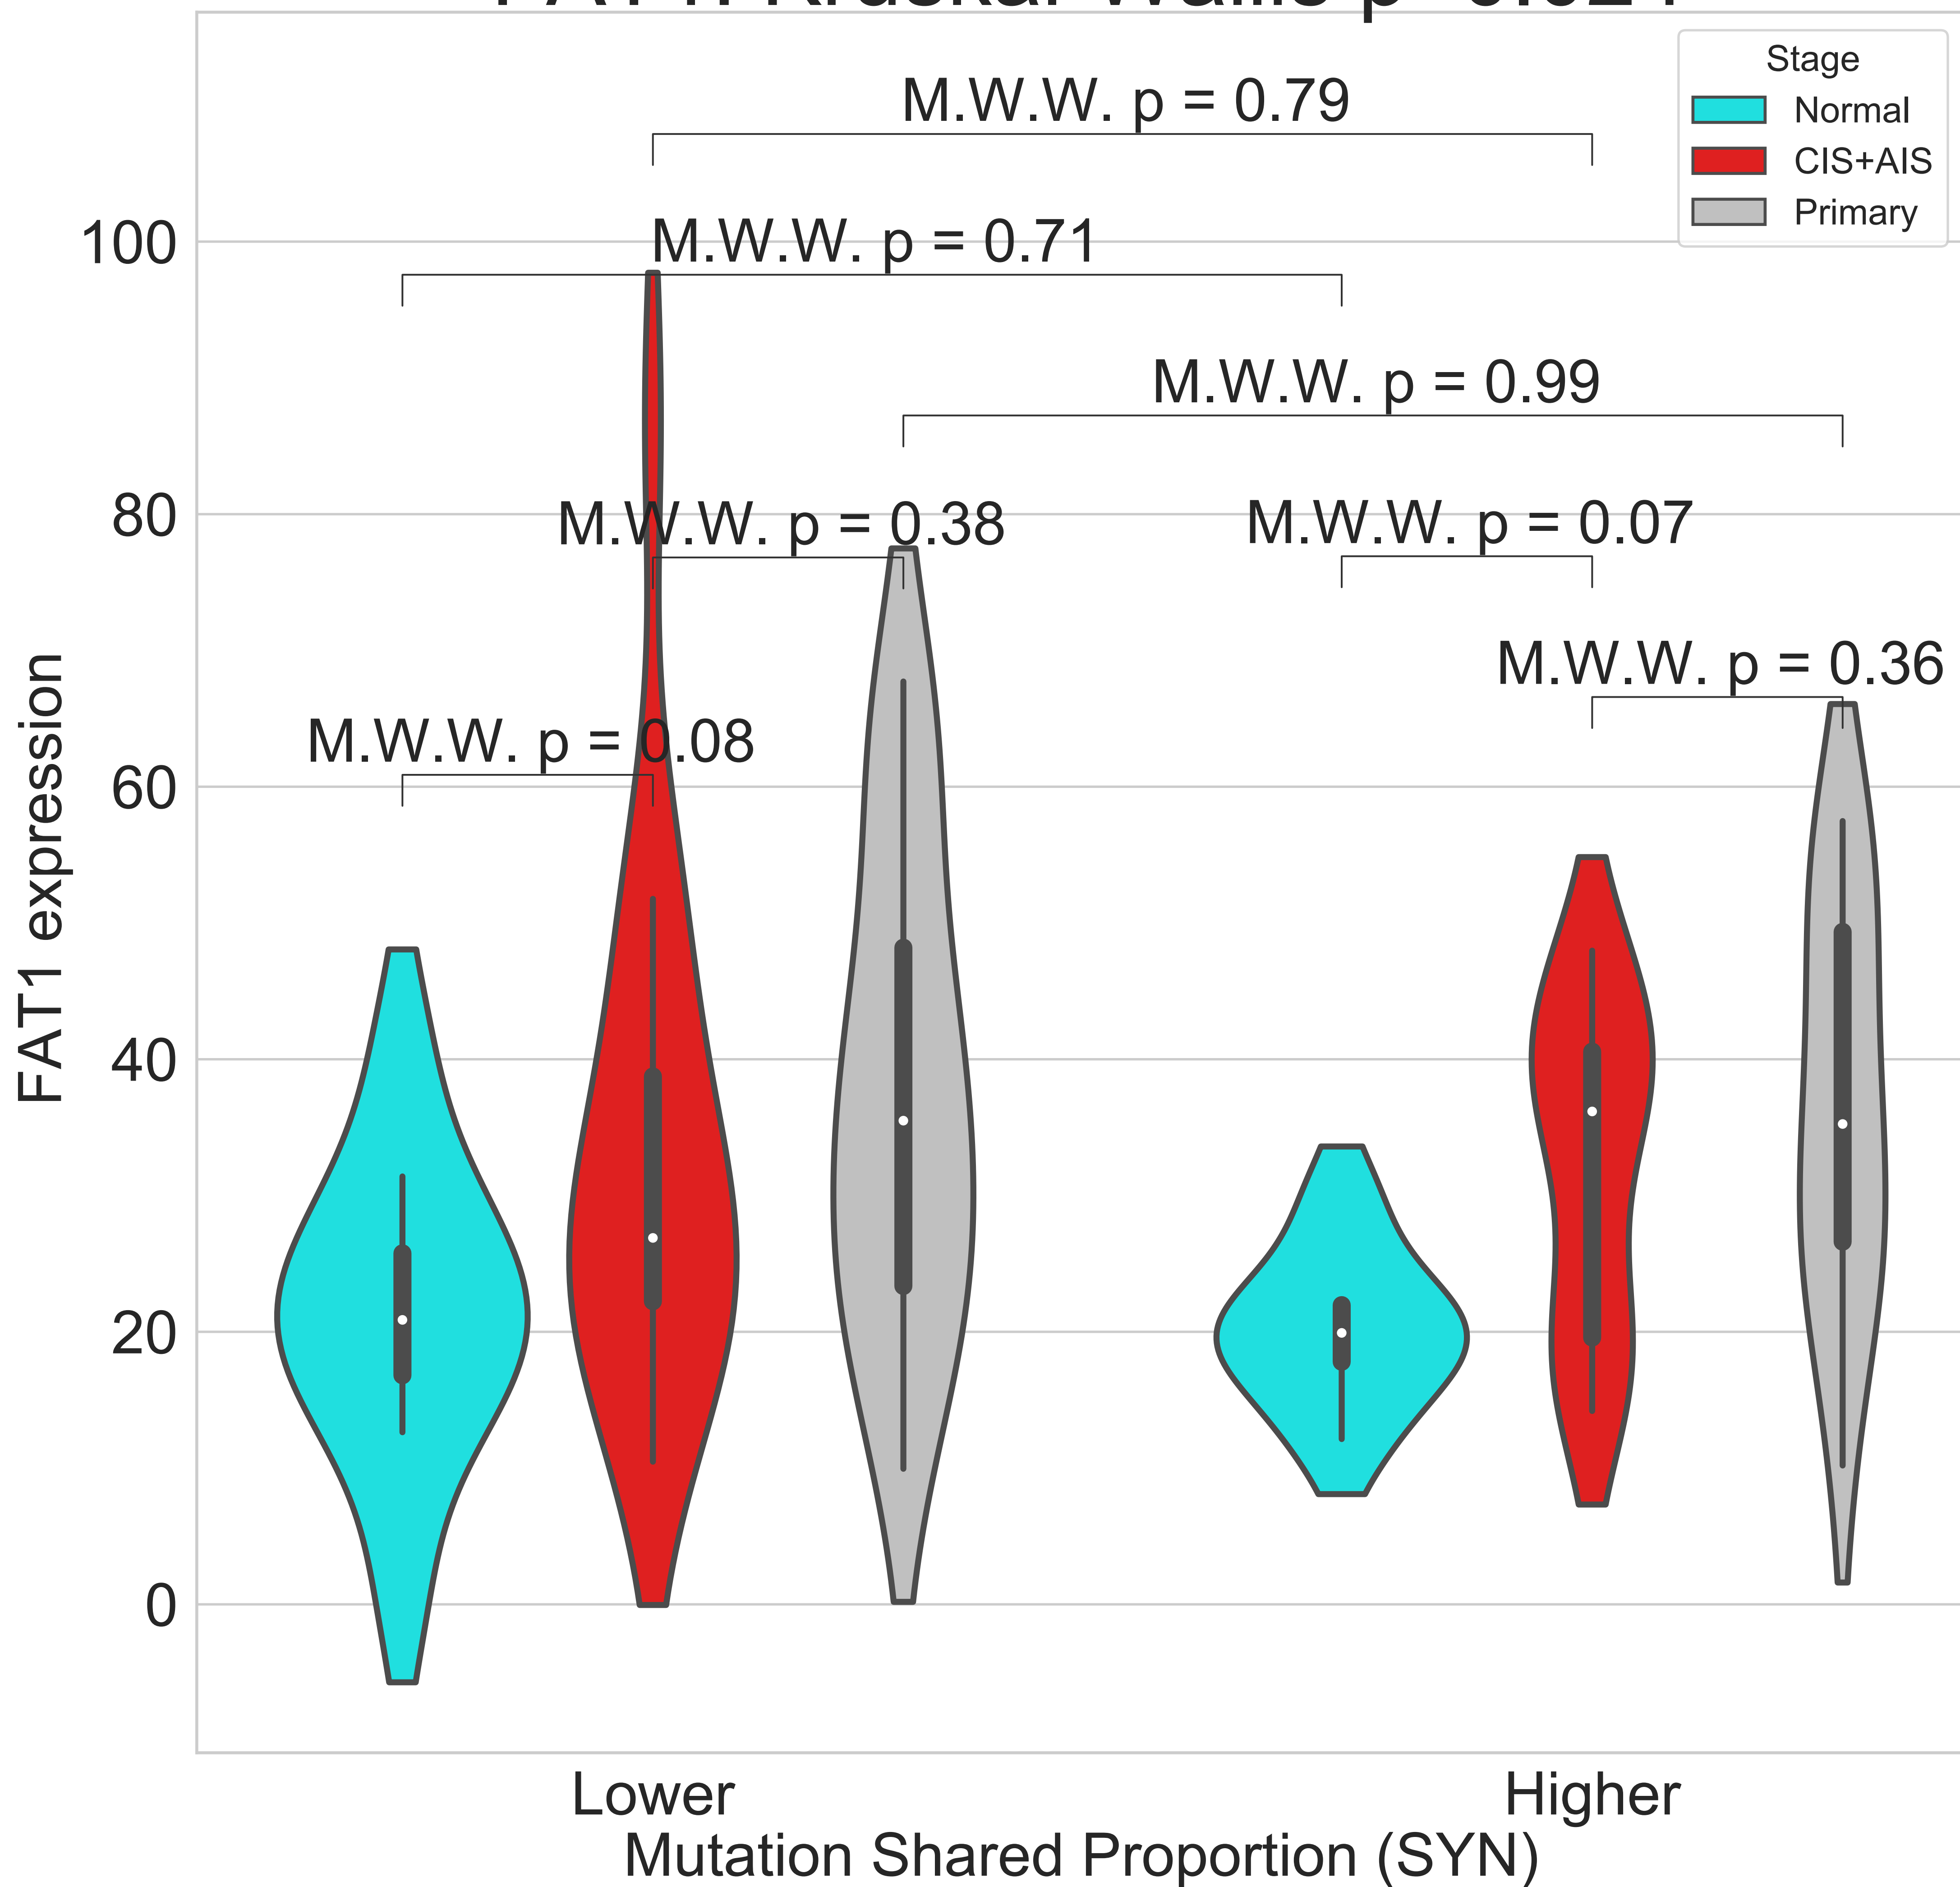 Stage
Normal
CIS+AIS
Primary
M.W.W. p = 0.79
M.W.W. p = 0.71
M.W.W. p = 0.99
M.W.W. p = 0.38
M.W.W. p = 0.07
M.W.W. p = 0.36
M.W.W. p = 0.08
FAT1 expression
100
80
60
40
20
0
Lower
Higher
Mutation Shared Proportion (SYN)